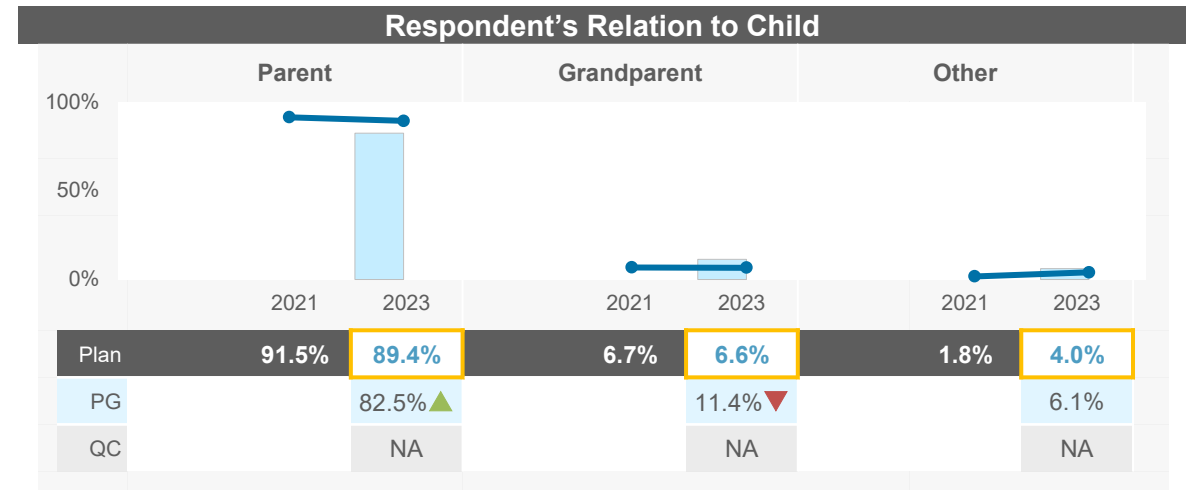 Respondent’s Relation to Child
Parent Grandparent Other
100%
50%
0%
2021 2023 2021 2023 2021 2023
Plan 91.5% 89.4% 6.7% 6.6% 1.8% 4.0%
PG 82.5% 11.4% 6.1%
QC NA NA NA